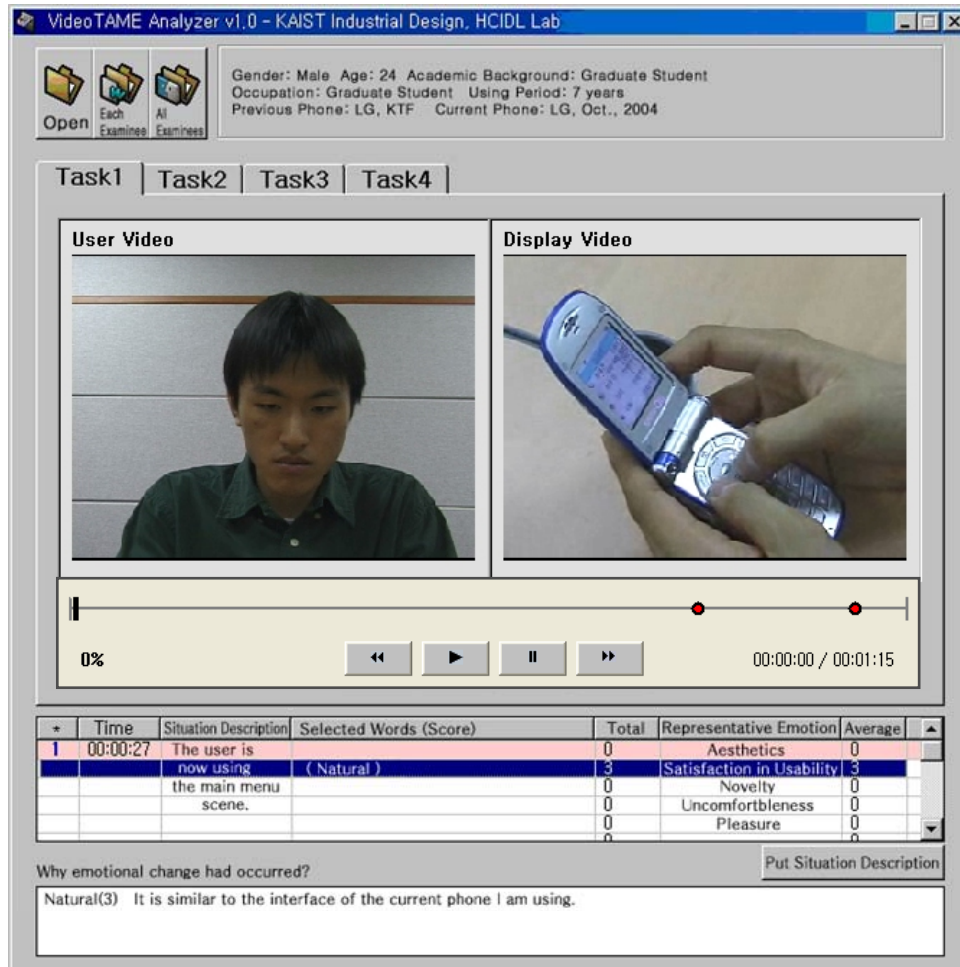 VideoTAME Analyzer v1.0 - KAIST Industrial Design, HCIDL Lab
Open
Each Examinee
All Examinees
Gender: Male Age: 24 Academic Background: Graduate Student
Occupation: Graduate Student Using Period: 7 years
Previous Phone: LG, KTF Current Phone: LG, Oct., 2004
Task1 Task2 Task3 Task4
User Video Display Video
0% 00:00:00 / 00:01:15
* Time Situation Description Selected Words (Score) Total Representative Emotion Average
1 00:00:27 The user is 0 Aesthetics 0
now using ( Natural ) 3 Satisfaction in Usability 3
the main menu 0 Novelty 0
scene. 0 Uncomfortbleness 0
0 Pleasure 0
0 0
Put Situation Description
Why emotional change had occurred?
Natural(3) It is similar to the interface of the current phone I am using.